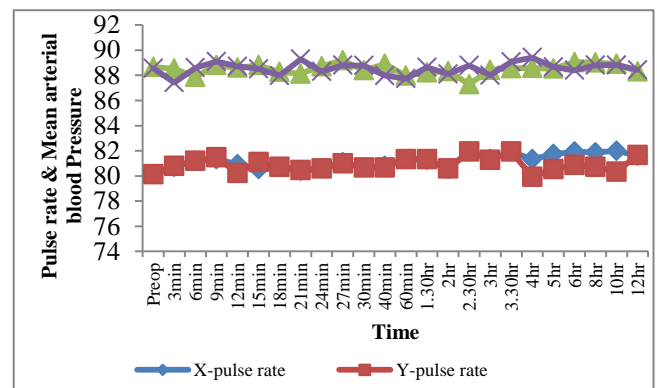 92
90
88
86
84
82
80
78
76
74
Pulse rate & Mean arterial
blood Pressure
Preop
3min
6min
9min
12min
15min
18min
21min
24min
27min
30min
40min
60min
1.30hr
2hr
2.30hr
3hr
3.30hr
4hr
5hr
6hr
8hr
10hr
12hr
Time
X-pulse rate
Y-pulse rate